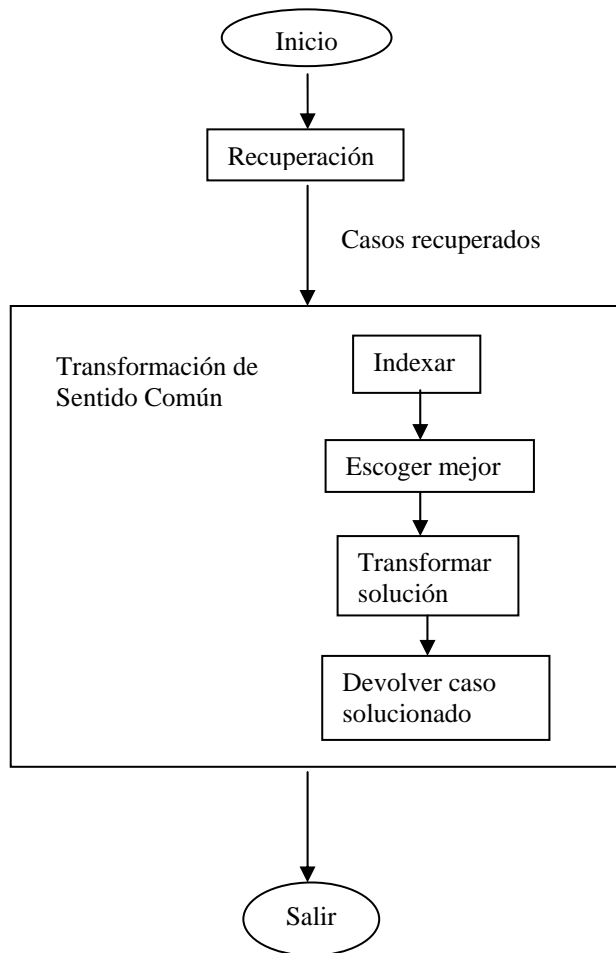 Inicio
Recuperación
Casos recuperados
Transformación de
Sentido Común
Indexar
Escoger mejor
Transformar
solución
Devolver caso
solucionado
Salir